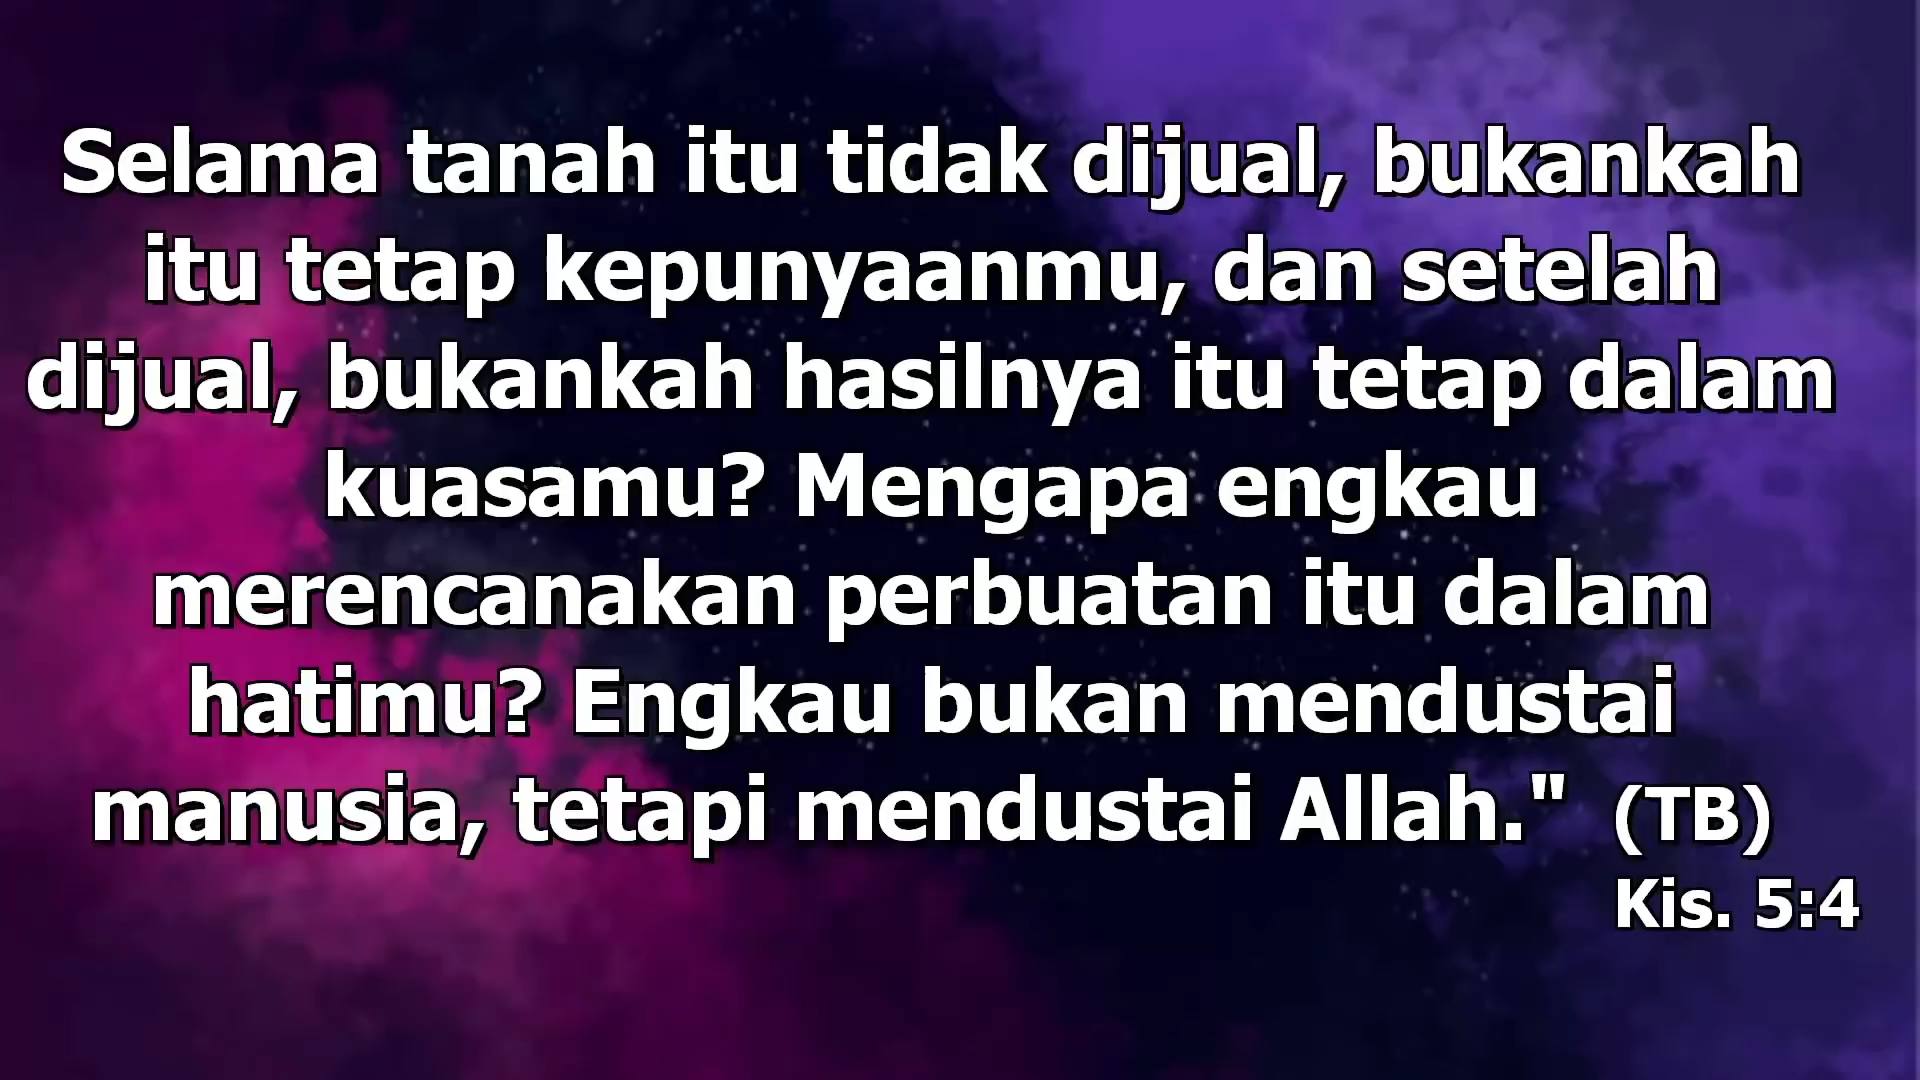 Selama tanah itu tidak dijual, bukankah
itu tetap kepunyaanmu, dan setelah
dijual, bukankah hasilnya itu tetap dalam
kuasamu? Mengapa engkau
merencanakan perbuatan itu dalam
hatimu? Engkau bukan mendustai
manusia, tetapi mendustai Allah." (TB)
Kis. 5:4